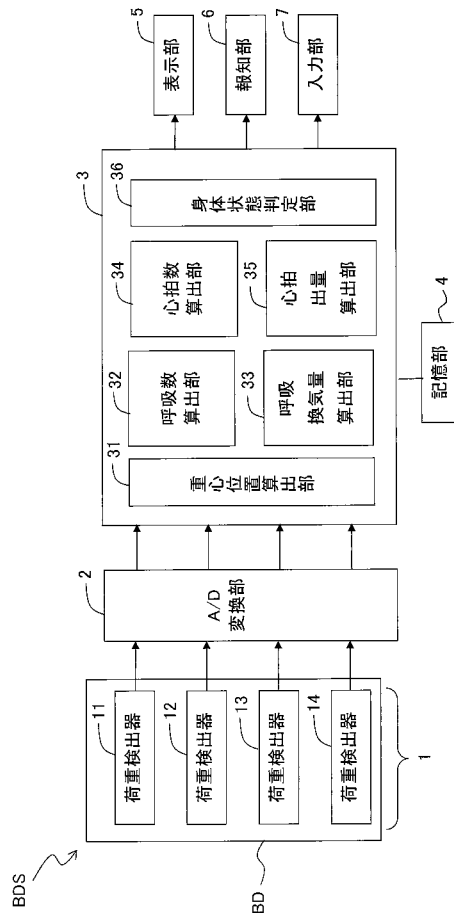 BDS
BD
荷重検出器
11
荷重検出器
12
荷重検出器
13
荷重検出器
14
1
A/D
変換部
2
3
重心位置算出部
31
呼吸数
算出部
32
呼吸
換気量
算出部
33
心拍数
算出部
34
心拍
出量
算出部
35
身体状態判定部
36
記憶部
4
表示部
5
報知部
6
入力部
7